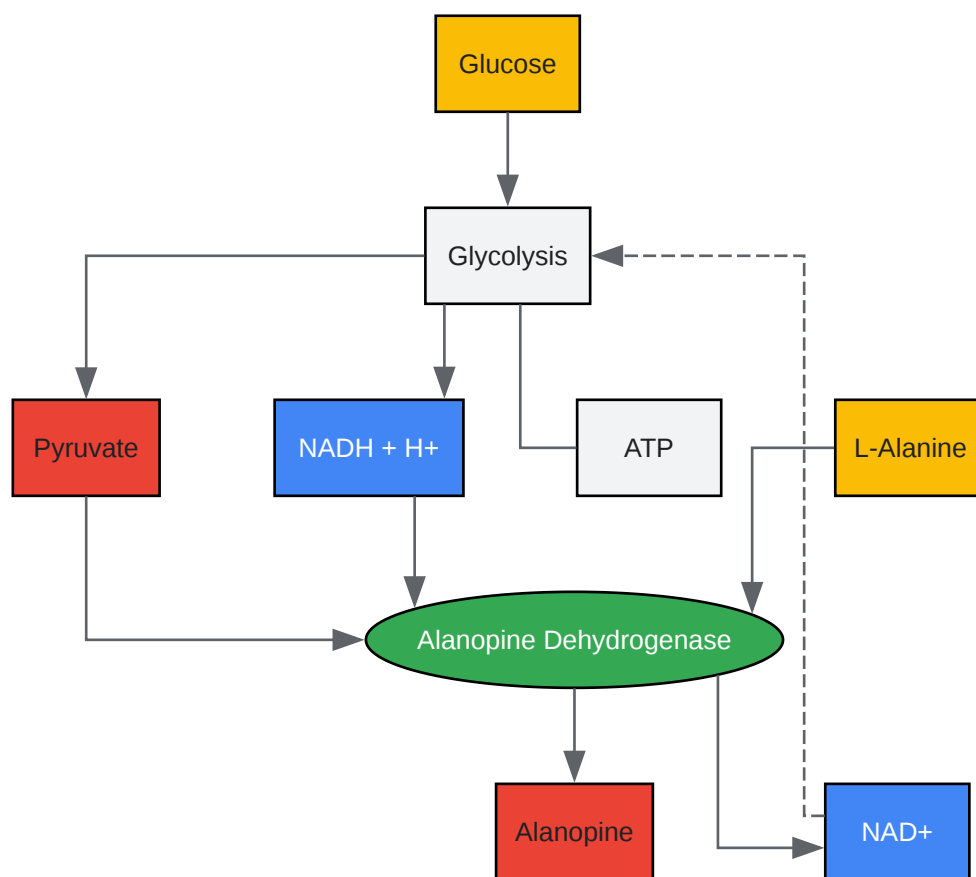 Glucose
Glycolysis
Pyruvate
NADH + H+
ATP
L-Alanine
Alanopine Dehydrogenase
Alanopine
NAD+